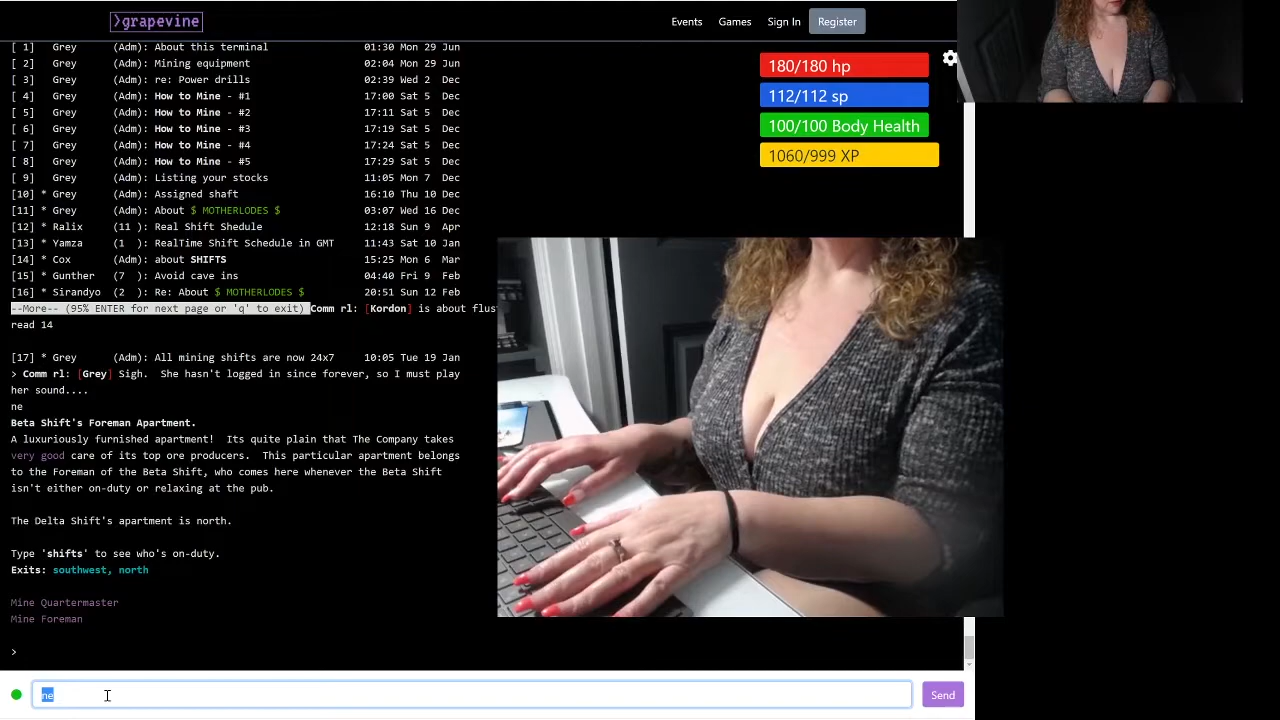 >grapevine
Events Games Sign In Register
[ 1] Grey (Adm): About this terminal 01:30 Mon 29 Jun
[ 2] Grey (Adm): Mining equipment 02:04 Mon 29 Jun
[ 3] Grey (Adm): re: Power drills 02:39 Wed 2 Dec
[ 4] Grey (Adm): How to Mine - #1 17:00 Sat 5 Dec
[ 5] Grey (Adm): How to Mine - #2 17:11 Sat 5 Dec
[ 6] Grey (Adm): How to Mine - #3 17:19 Sat 5 Dec
[ 7] Grey (Adm): How to Mine - #4 17:24 Sat 5 Dec
[ 8] Grey (Adm): How to Mine - #5 17:29 Sat 5 Dec
[ 9] Grey (Adm): Listing your stocks 11:05 Mon 7 Dec
[10] * Grey (Adm): Assigned shaft 16:10 Thu 10 Dec
[11] * Grey (Adm): About $ MOTHERLODES $ 03:07 Wed 16 Dec
[12] * Ralix (11 ): Real Shift Shedule 12:18 Sun 9 Apr
[13] * Yamza (1 ): RealTime Shift Schedule in GMT 11:43 Sat 10 Jan
[14] * Cox (2 ): about SHIFTS 15:25 Mon 6 Mar
[15] * Gunther (7 ): Avoid cave ins 04:40 Fri 9 Feb
[16] * Sirandyo (2 ): Re: About $ MOTHERLODES $ 20:51 Sun 12 Feb
--More-- (95% ENTER for next page or 'q' to exit) Comm rl: [Kordon] is about flus
read 14
[17] * Grey (Adm): All mining shifts are now 24x7 10:05 Tue 19 Jan
> Comm rl: [Grey] Sigh. She hasn't logged in since forever, so I must play
her sound....
ne
Beta Shift's Foreman Apartment.
A luxuriously furnished apartment! Its quite plain that The Company takes
very good care of its top ore producers. This particular apartment belongs
to the Foreman of the Beta Shift, who comes here whenever the Beta Shift
isn't either on-duty or relaxing at the pub.
The Delta Shift's apartment is north.
Type 'shifts' to see who's on-duty.
Exits: southwest, north
Mine Quartermaster
Mine Foreman
>
180/180 hp
112/112 sp
100/100 Body Health
1060/999 XP
ne
Send